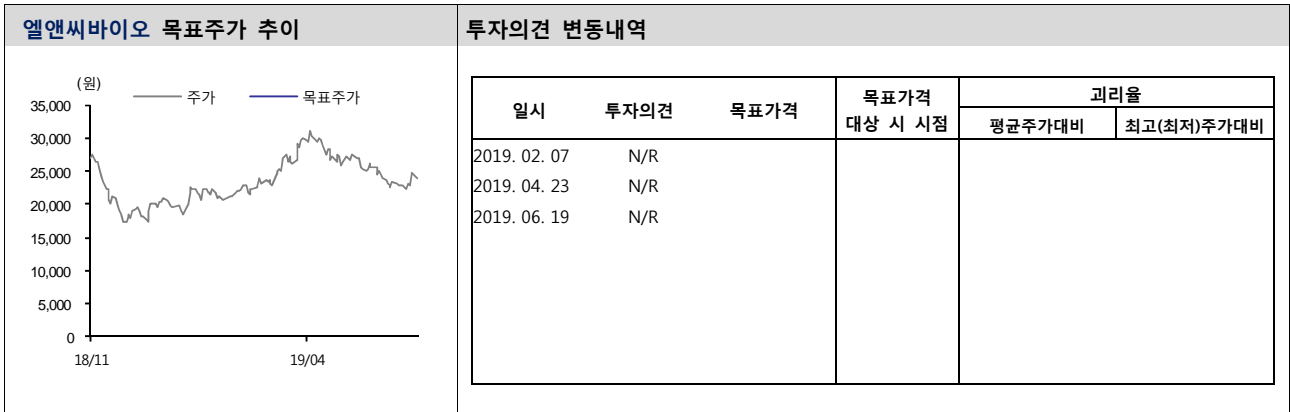 엘앤씨바이오 목표주가 추이
(원)
주가
목표주가
35,000
30,000
25,000
20,000
15,000
10,000
5,000
0
18/11
19/04
투자의견 변동내역
일시 투자의견 목표가격 목표가격 대상 시 시점 괴리율
평균주가대비 최고(최저)주가대비
2019. 02. 07 N/R
2019. 04. 23 N/R
2019. 06. 19 N/R